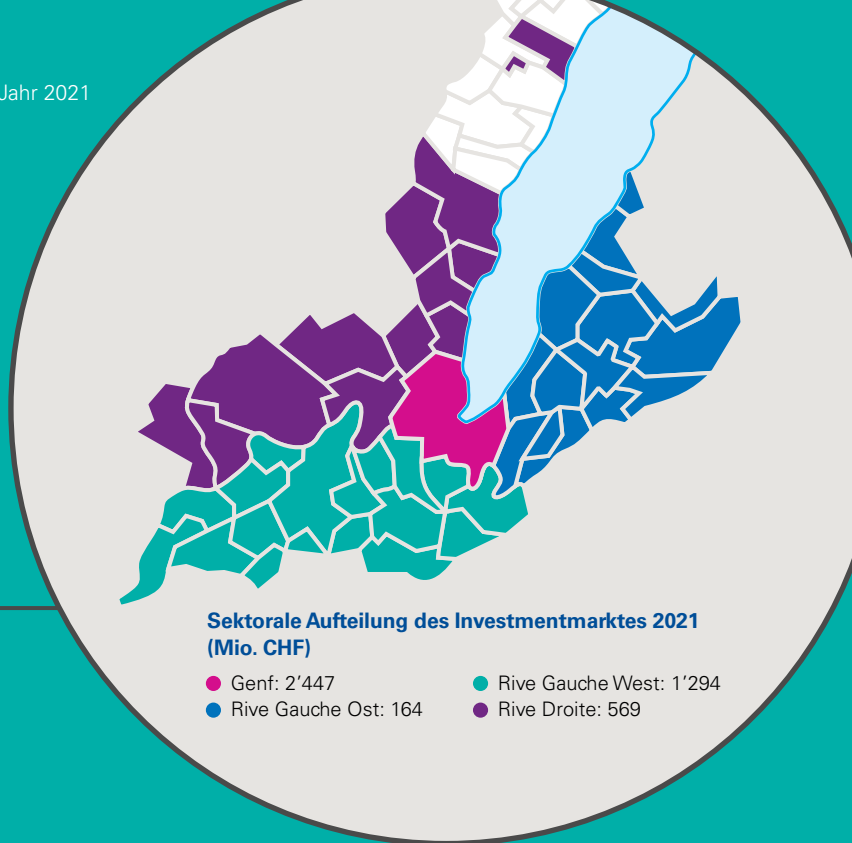 Jahr 2021
Sektorale Aufteilung des Investmentmarktes 2021
(Mio. CHF)
Genf: 2’447
Rive Gauche Ost: 164
Rive Gauche West: 1’294
Rive Droite: 569